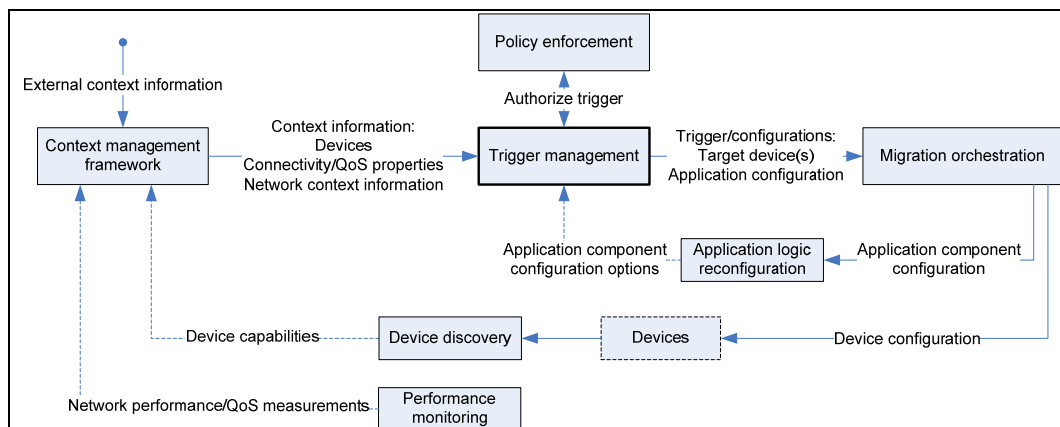 Policy enforcement
External context information
Authorize trigger
Context management
framework
Context information:
Devices
Connectivity/QoS properties
Network context information
Trigger management
Trigger/configurations:
Target device(s)
Application configuration
Migration orchestration
Application component
configuration options
Application logic
reconfiguration
Application component
configuration
Device capabilities
Device discovery
Devices
Device configuration
Network performance/QoS measurements
Performance
monitoring